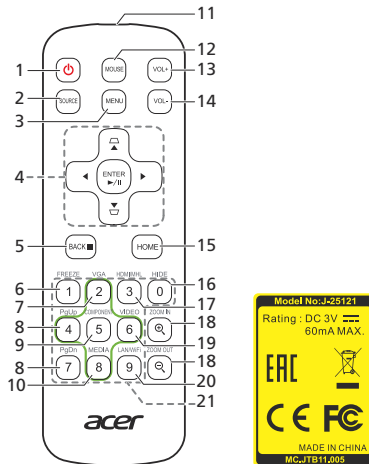 11
12
1
MOUSE
VOL+
13
2
SOURCE
MENU
VOL-
14
3
4
ENTER
5
BACK
HOME
15
FREEZE VGA HDMI/MHL HIDE
6
1 2 3 0
16
7
17
PgUp COMPONENT VIDEO ZOOM IN
8
4 5 6
18
9
19
PgDn MEDIA LAN/WiFi ZOOM OUT
8
7 8 9
18
10
20
21
acer
Model No:J-25121
Rating : DC 3V
60mA MAX.
EAC
CE FC
MADE IN CHINA
MC.JTB11.005